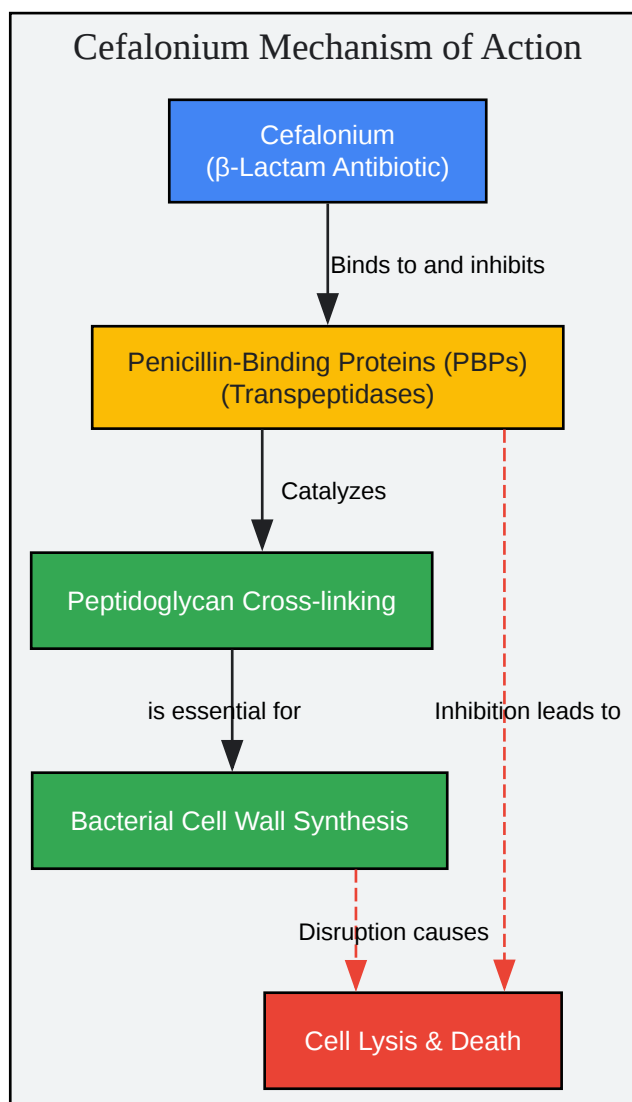 Cefalonium Mechanism of Action
Cefalonium
(β-Lactam Antibiotic)
Binds to and inhibits
Penicillin-Binding Proteins (PBPs)
(Transpeptidases)
Catalyzes
Peptidoglycan Cross-linking
is essential for
Inhibition leads to
Bacterial Cell Wall Synthesis
Disruption causes
Cell Lysis & Death